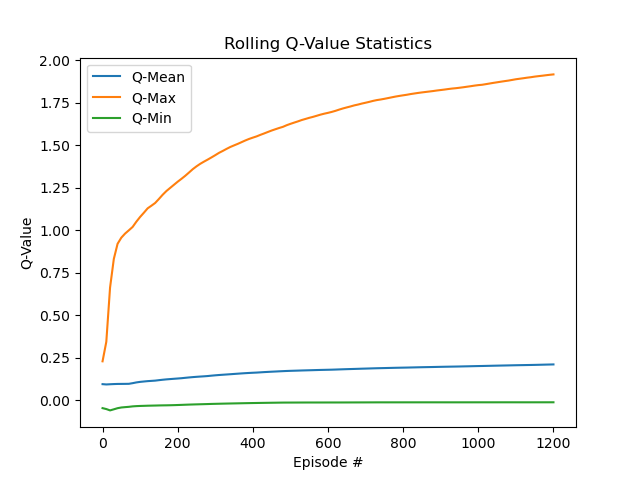 Rolling Q-Value Statistics
2.00
1.75
1.50
1.25
1.00
0.75
0.50
0.25
0.00
Q-Value
Q-Mean
Q-Max
Q-Min
0 200 400 600 800 1000 1200
Episode #